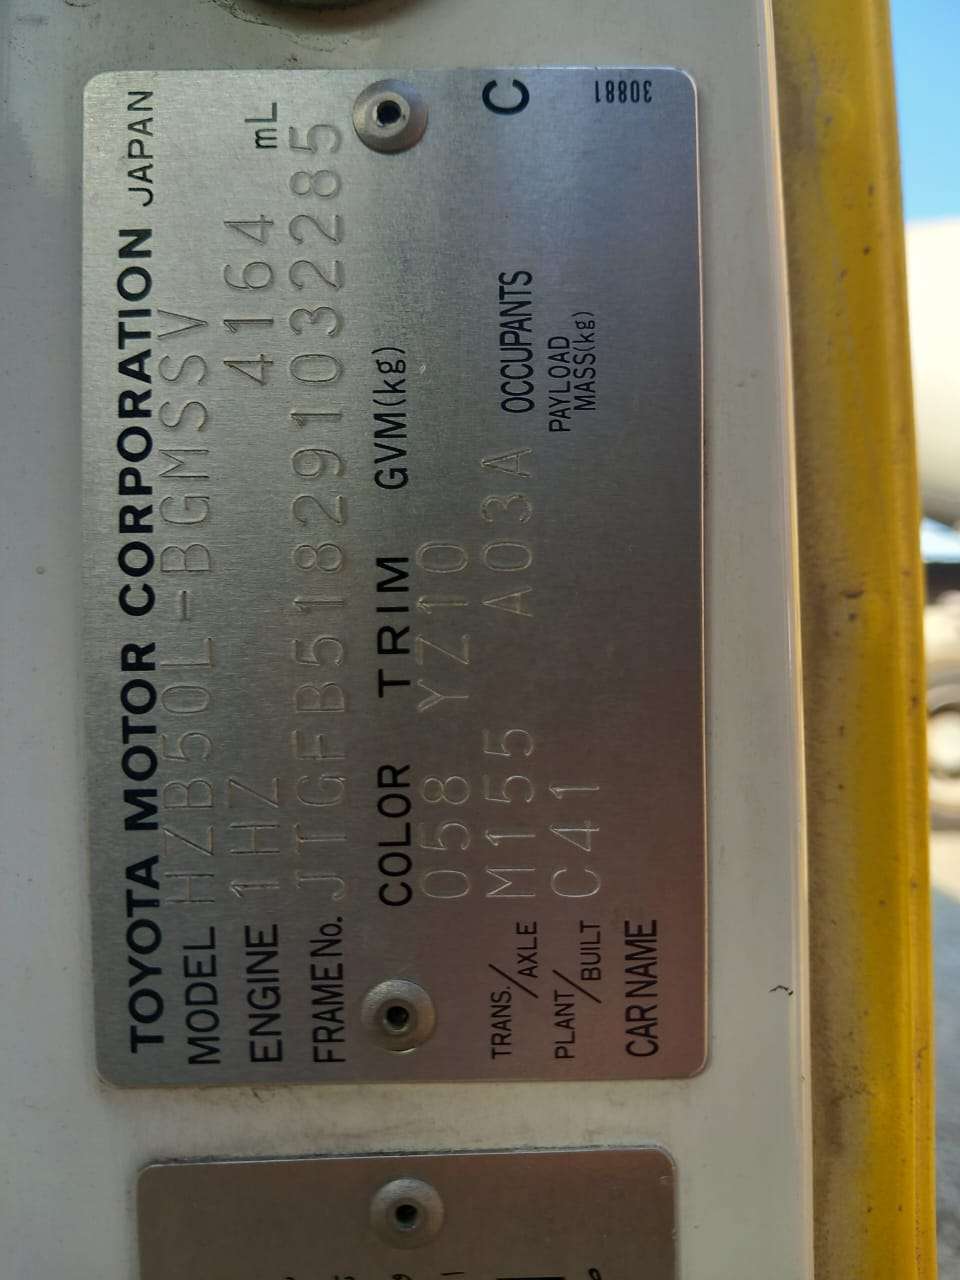 TOYOTA MOTOR CORPORATION JAPAN
MODEL HZB50L-BGMSSV
ENGINE 1HZ 4164 mL
FRAME No. JTGFB518291032285
COLOR TRIM GVM(kg)
058 YZ10
TRANS./AXLE M155 A03A OCCUPANTS C
PLANT/BUILT C41 PAYLOAD MASS(kg)
CAR NAME
30881